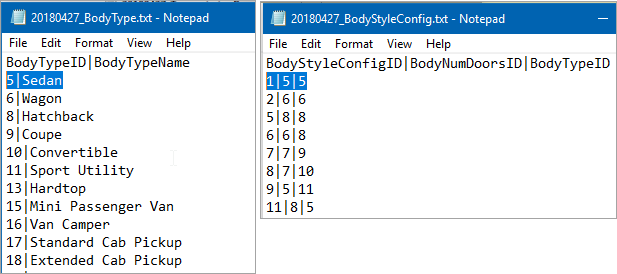 20180427_BodyType.txt - Notepad
File Edit Format View Help
BodyTypeID|BodyTypeName
5|Sedan
6|Wagon
8|Hatchback
9|Coupe
10|Convertible
11|Sport Utility
13|Hardtop
15|Mini Passenger Van
16|Van Camper
17|Standard Cab Pickup
18|Extended Cab Pickup
20180427_BodyStyleConfig.txt - Notepad
File Edit Format View Help
BodyStyleConfigID|BodyNumDoorsID|BodyTypeID
1|5|5
2|6|6
5|8|8
6|6|8
7|7|9
8|7|10
9|5|11
11|8|5